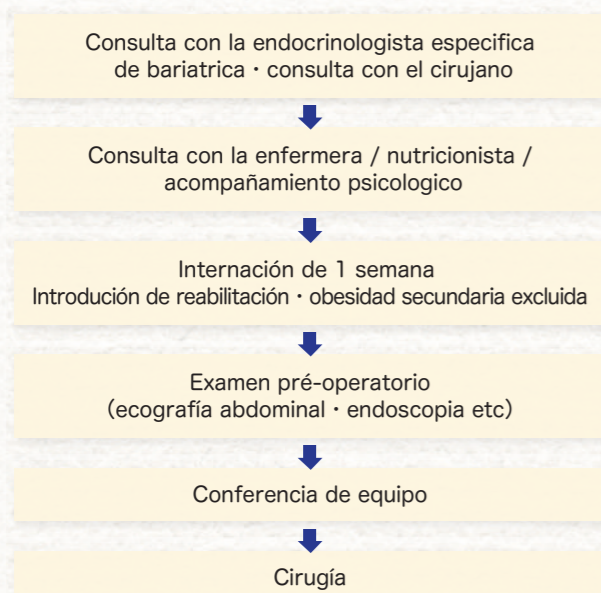 Consulta con la endocrinologista especifica
de bariatrica・consulta con el cirujano
Consulta con la enfermera / nutricionista /
acompañamiento psicologico
Internación de 1 semana
Introdución de reabilitación・obesidad secundaria excluida
Examen pré-operatorio
（ecografía abdominal・endoscopia etc）
Conferencia de equipo
Cirugía